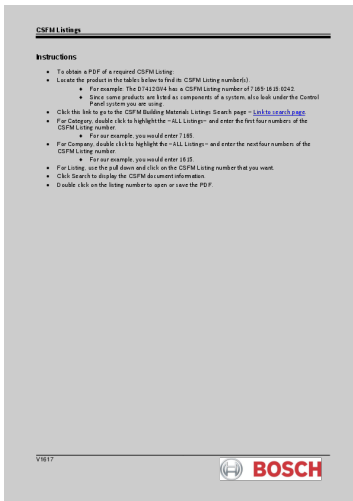 CSFM Listings
Instructions
• To obtain a PDF of a required CSFM Listing:
• Locate the product in the tables below to find its CSFM Listing number(s).
• For example: The D7412GV4 has a CSFM Listing number of 7165-1615:0242.
• Since some products are listed as components of a system, also look under the Control
Panel system you are using.
• Click this link to go to the CSFM Building Materials Listings Search page – Link to search page.
• For Category, double click to highlight the ~ALL Listings~ and enter the first four numbers of the
CSFM Listing number.
• For our example, you would enter 7165.
• For Company, double click to highlight the ~ALL Listings~ and enter the next four numbers of the
CSFM Listing number.
• For our example, you would enter 1615.
• For Listing, use the pull down and click on the CSFM Listing number that you want.
• Click Search to display the CSFM document information.
• Double click on the listing number to open or save the PDF.
V1617
BOSCH